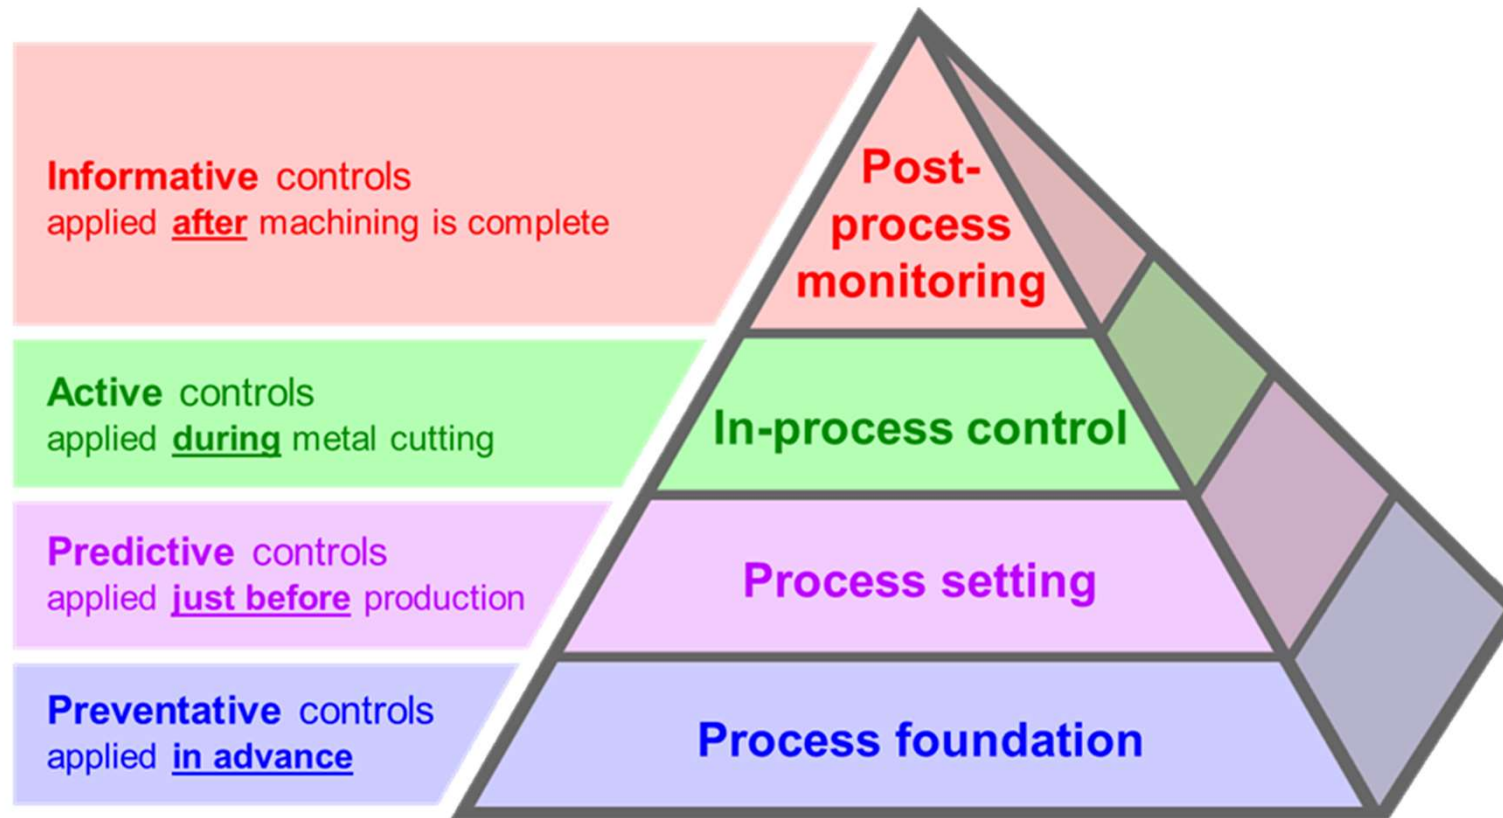 Informative controls
applied after machining is complete
Post-
process
monitoring
Active controls
applied during metal cutting
In-process control
Predictive controls
applied just before production
Process setting
Preventative controls
applied in advance
Process foundation